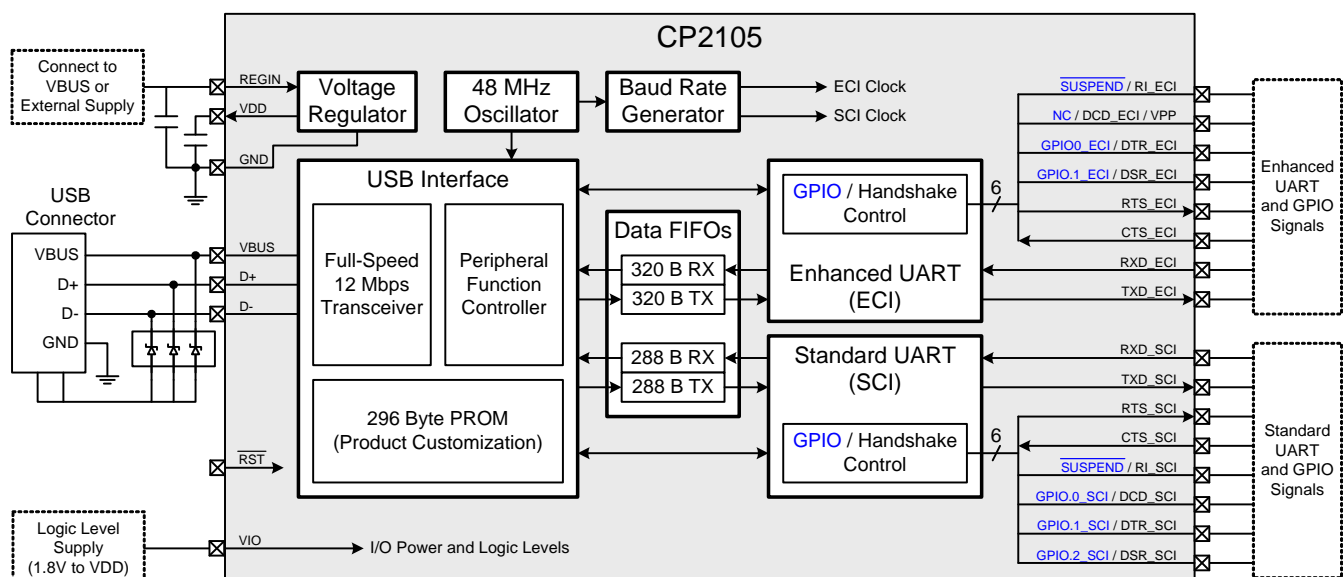 CP2105
Connect to
VBUS or
External Supply
REGIN
VDD
GND
Voltage
Regulator
48 MHz
Oscillator
Baud Rate
Generator
ECI Clock
SCI Clock
USB
Connector
VBUS
D+
D-
GND
VBUS
D+
D-
USB Interface
Full-Speed
12 Mbps
Transceiver
Peripheral
Function
Controller
296 Byte PROM
(Product Customization)
RST
Logic Level
Supply
(1.8V to VDD)
VIO
I/O Power and Logic Levels
Data FIFOs
320 B RX
320 B TX
288 B RX
288 B TX
GPIO / Handshake
Control
Enhanced UART
(ECI)
6
Standard UART
(SCI)
GPIO / Handshake
Control
6
SUSPEND / RI_ECI
NC / DCD_ECI / VPP
GPIO0_ECI / DTR_ECI
GPIO.1_ECI / DSR_ECI
RTS_ECI
CTS_ECI
RXD_ECI
TXD_ECI
Enhanced
UART
and GPIO
Signals
RXD_SCI
TXD_SCI
RTS_SCI
CTS_SCI
SUSPEND / RI_SCI
GPIO.0_SCI / DCD_SCI
GPIO.1_SCI / DTR_SCI
GPIO.2_SCI / DSR_SCI
Standard
UART
and GPIO
Signals